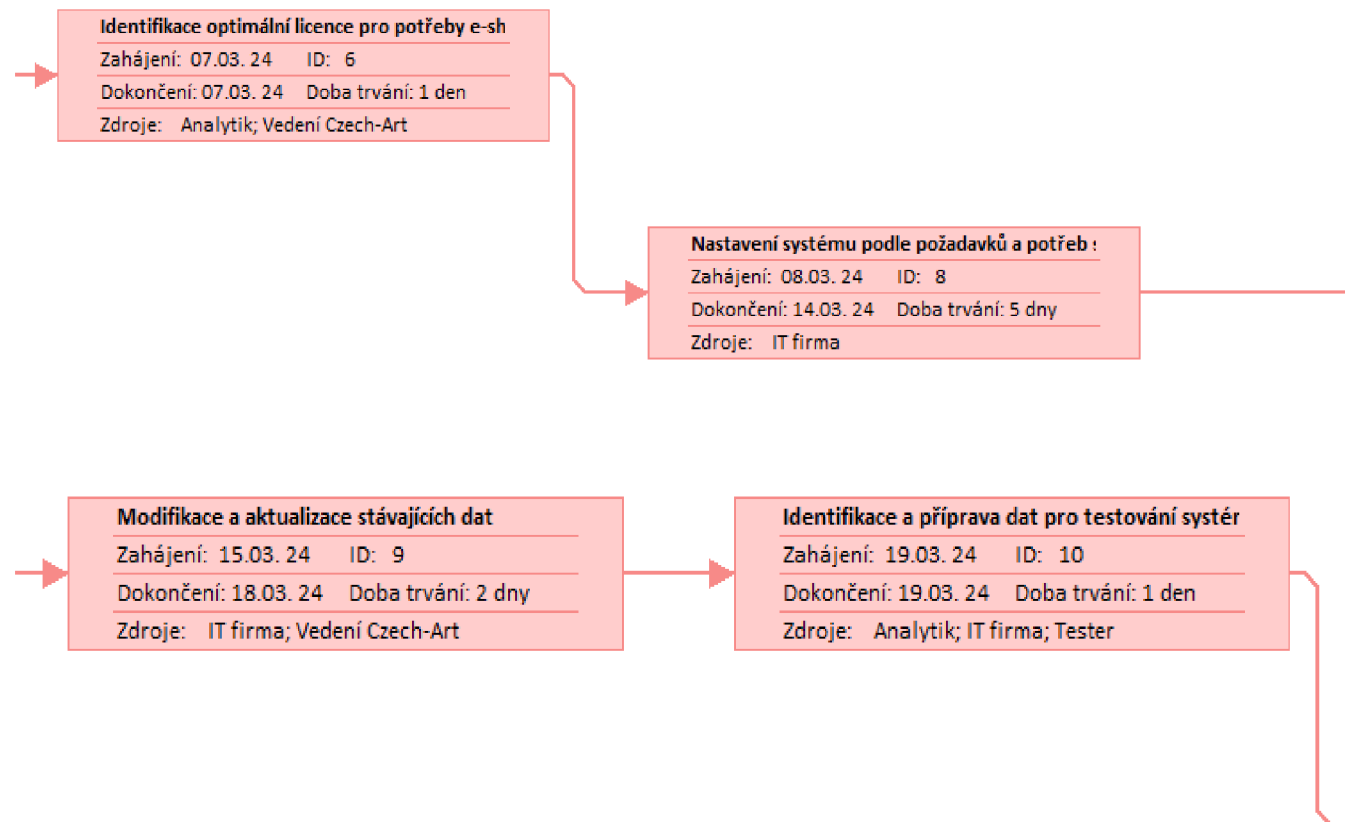 Identifikace optimální licence pro potřeby e-sh
Zahájení: 07.03. 24 ID: 6
Dokončení: 07.03. 24 Doba trvání: 1 den
Zdroje: Analytik; Vedení Czech-Art
Nastavení systému podle požadavků a potřeb
Zahájení: 08.03. 24 ID: 8
Dokončení: 14.03. 24 Doba trvání: 5 dny
Zdroje: IT firma
Modifikace a aktualizace stávajících dat
Zahájení: 15.03. 24 ID: 9
Dokončení: 18.03. 24 Doba trvání: 2 dny
Zdroje: IT firma; Vedení Czech-Art
Identifikace a příprava dat pro testování systér
Zahájení: 19.03. 24 ID: 10
Dokončení: 19.03. 24 Doba trvání: 1 den
Zdroje: Analytik; IT firma; Tester